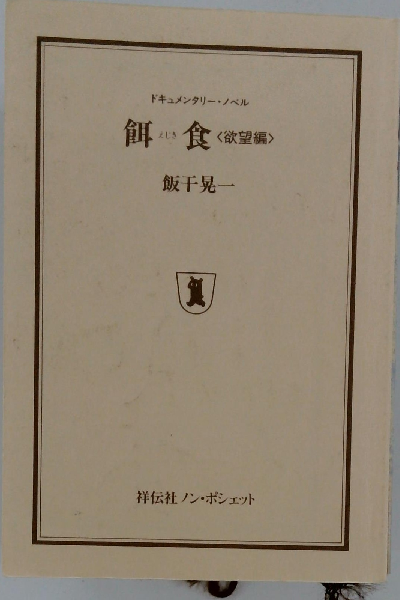 ドキュメンタリー・ノベル
餌食〈欲望編〉
えじき
飯干晃一
祥伝社 ノン・ポシェット